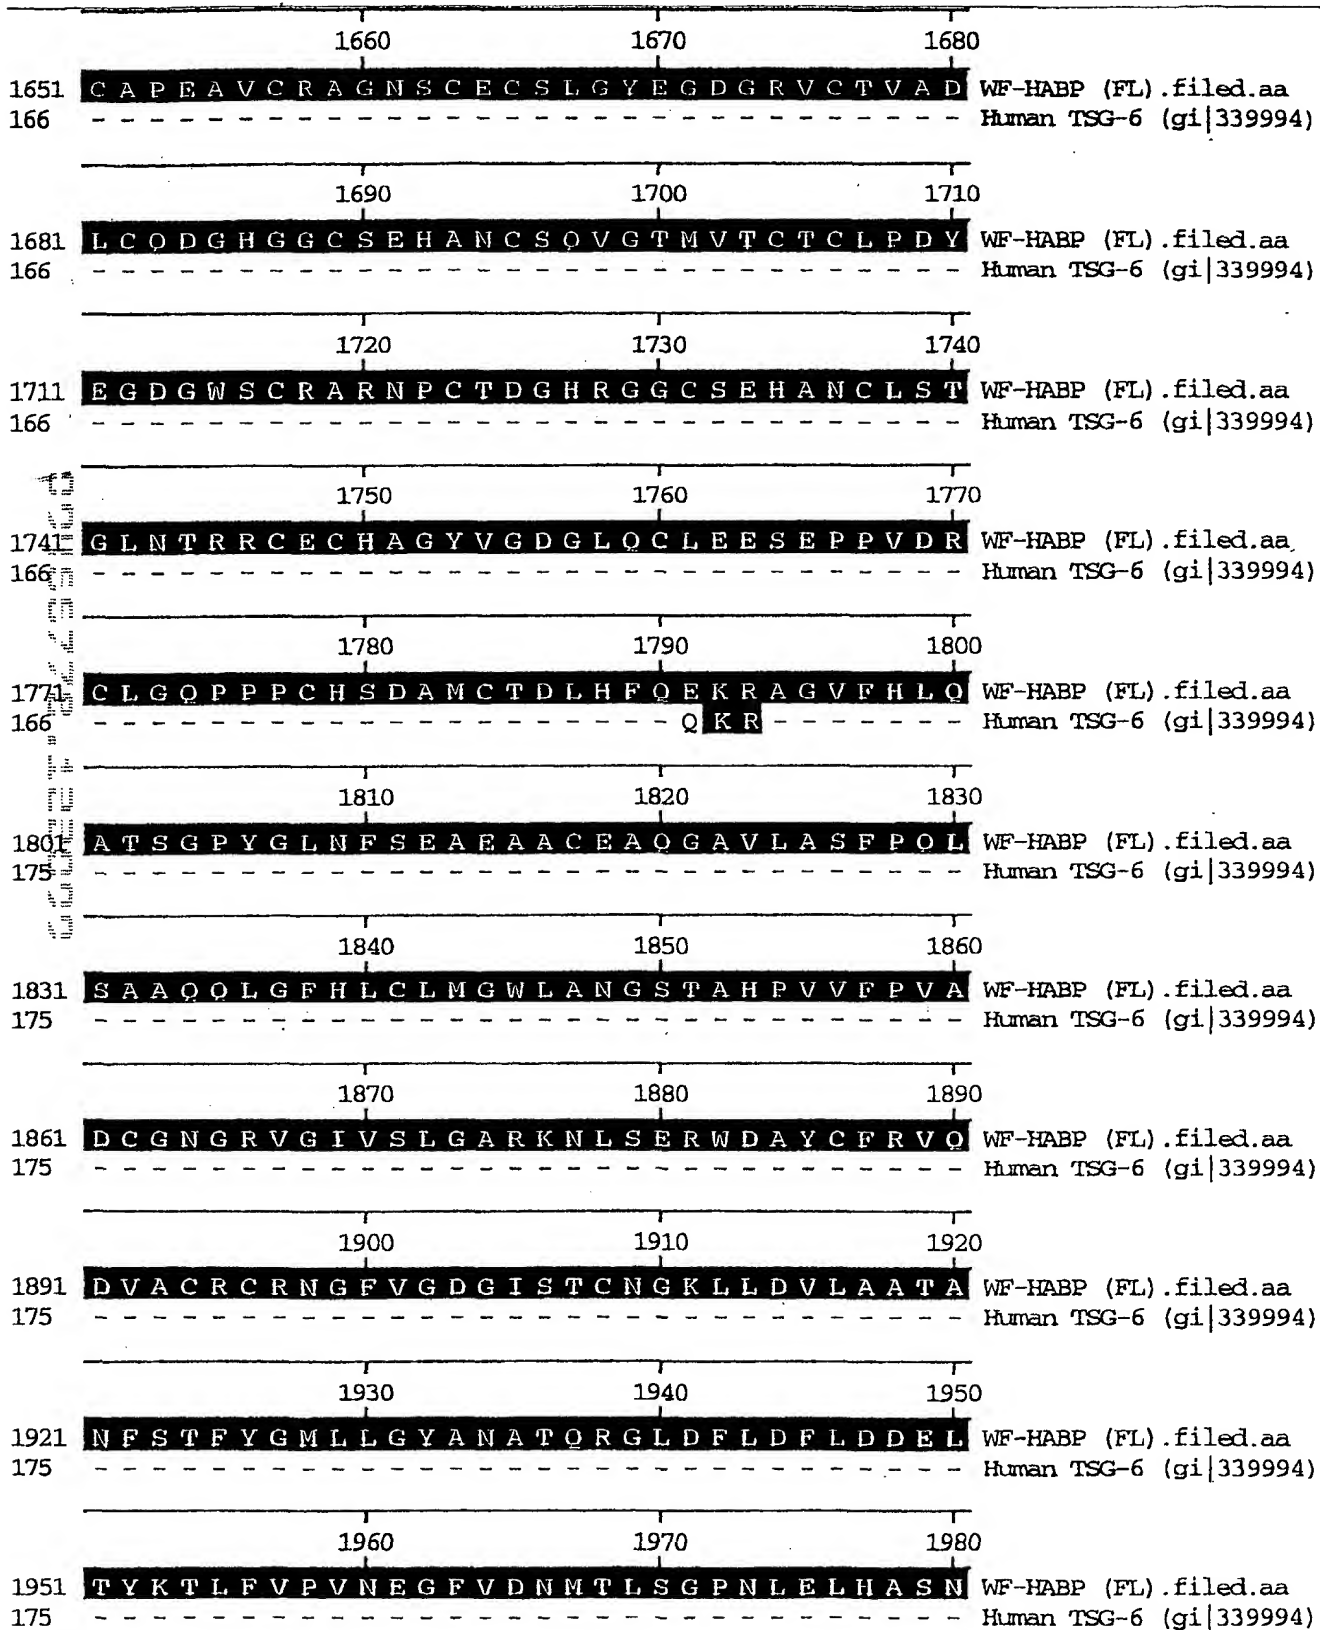 1660 1670 1680
1651 C A P E A V C R A G N S C E C S L G Y E G D G R V C T V A D WF-HABP (FL).filed.aa
166 - - - - - - - - - - - - - - - - - - - - - - - - - - - - - - Human TSG-6 (gi|339994)
1690 1700 1710
1681 L C Q D G H G G C S E H A N C S Q V G T M V T C T C L P D Y WF-HABP (FL).filed.aa
166 - - - - - - - - - - - - - - - - - - - - - - - - - - - - - - Human TSG-6 (gi|339994)
1720 1730 1740
1711 E G D G W S C R A R N P C T D G H R G G C S E H A N C L S T WF-HABP (FL).filed.aa
166 - - - - - - - - - - - - - - - - - - - - - - - - - - - - - - Human TSG-6 (gi|339994)
1750 1760 1770
1741 G L N T R R C E C H A G Y V G D G L Q C L E E S E P P V D R WF-HABP (FL).filed.aa
166 - - - - - - - - - - - - - - - - - - - - - - - - - - - - - - Human TSG-6 (gi|339994)
1780 1790 1800
1771 C L G Q P P P C H S D A M C T D L H F Q E K R A G V F H L Q WF-HABP (FL).filed.aa
166 - - - - - - - - - - - - - - - - - - - - Q K R - - - - - - - Human TSG-6 (gi|339994)
1810 1820 1830
1801 A T S G P Y G L N F S E A E A A C E A Q G A V L A S F P Q L WF-HABP (FL).filed.aa
175 - - - - - - - - - - - - - - - - - - - - - - - - - - - - - - Human TSG-6 (gi|339994)
1840 1850 1860
1831 S A A Q Q L G F H L C L M G W L A N G S T A H P V V F P V A WF-HABP (FL).filed.aa
175 - - - - - - - - - - - - - - - - - - - - - - - - - - - - - - Human TSG-6 (gi|339994)
1870 1880 1890
1861 D C G N G R V G I V S L G A R K N L S E R W D A Y C F R V Q WF-HABP (FL).filed.aa
175 - - - - - - - - - - - - - - - - - - - - - - - - - - - - - - Human TSG-6 (gi|339994)
1900 1910 1920
1891 D V A C R C R N G F V G D G I S T C N G K L L D V L A A T A WF-HABP (FL).filed.aa
175 - - - - - - - - - - - - - - - - - - - - - - - - - - - - - - Human TSG-6 (gi|339994)
1930 1940 1950
1921 N F S T F Y G M L L G Y A N A T Q R G L D F L D F L D D E L WF-HABP (FL).filed.aa
175 - - - - - - - - - - - - - - - - - - - - - - - - - - - - - - Human TSG-6 (gi|339994)
1960 1970 1980
1951 T Y K T L F V P V N E G F V D N M T L S G P N L E L H A S N WF-HABP (FL).filed.aa
175 - - - - - - - - - - - - - - - - - - - - - - - - - - - - - - Human TSG-6 (gi|339994)